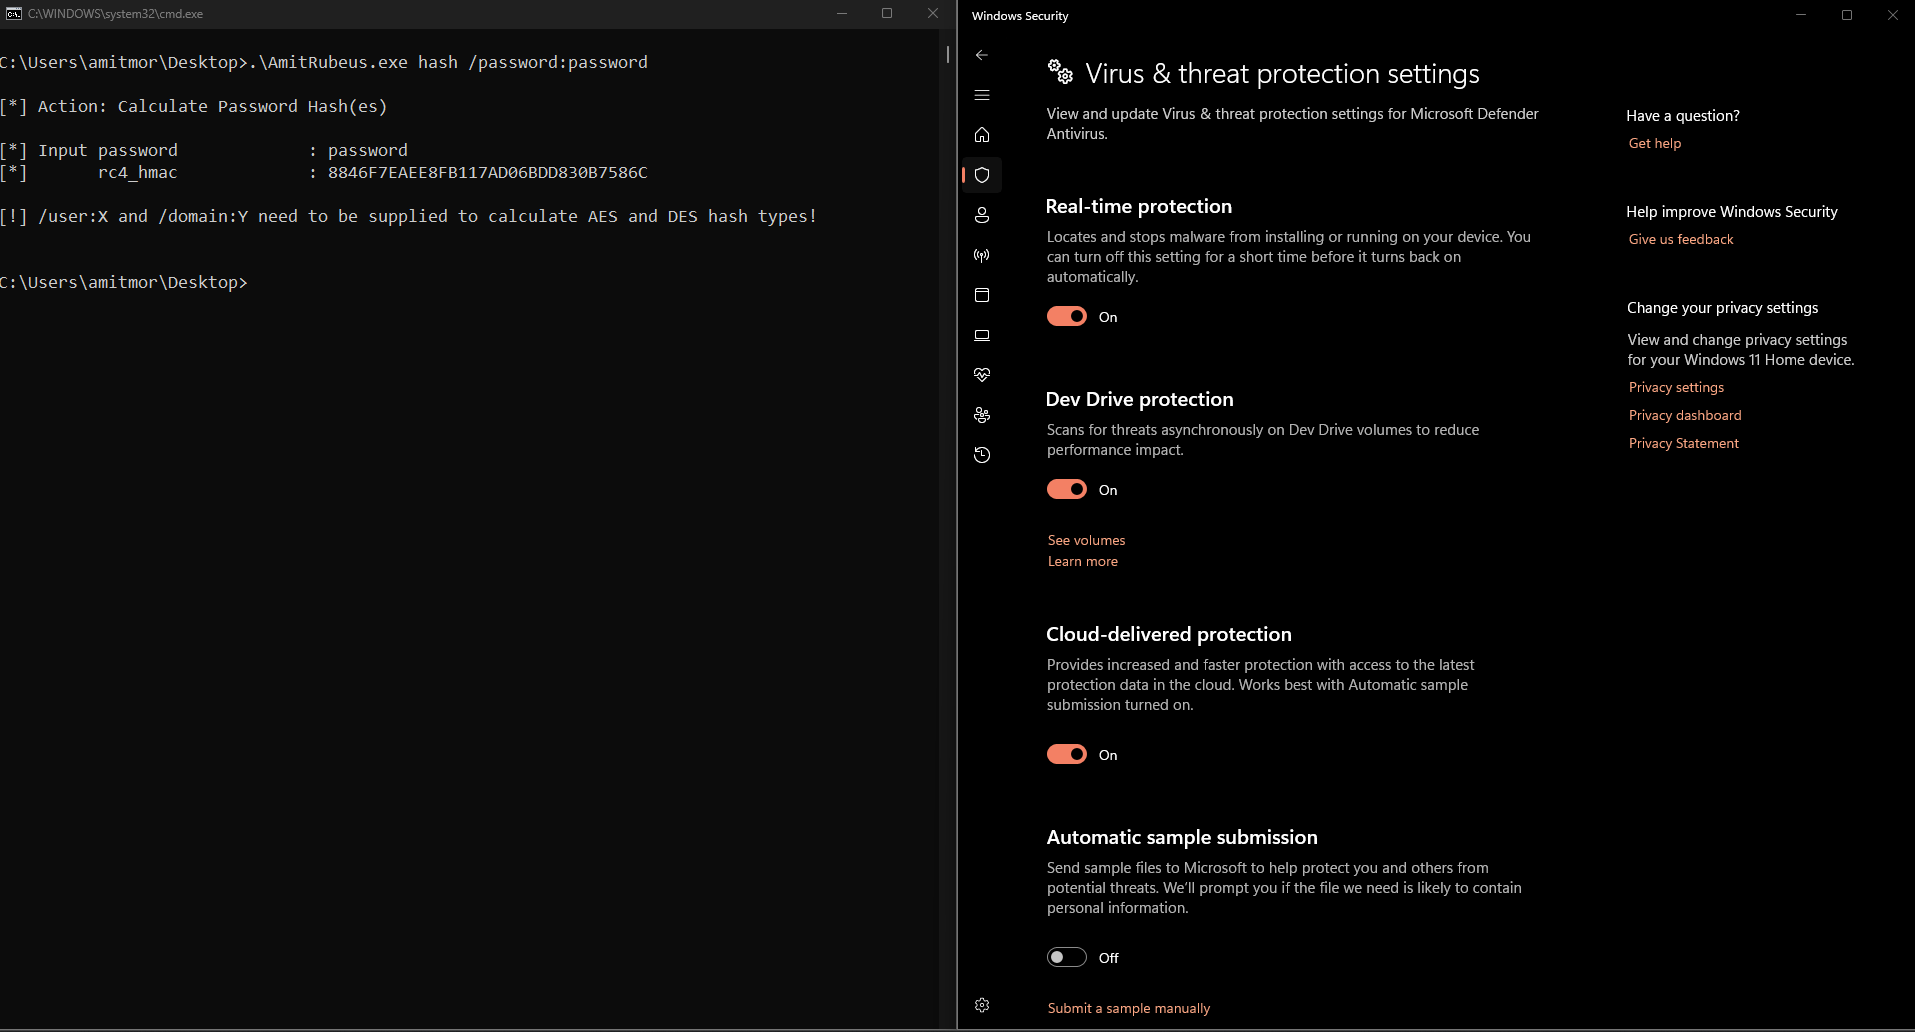 C:\WINDOWS\system32\cmd.exe
C:\Users\amitmor\Desktop>.\AmitRubeus.exe hash /password:password
[*] Action: Calculate Password Hash(es)
[*] Input password             : password
[*]       rc4_hmac             : 8846F7EAEE8FB117AD06BDD830B7586C
[!] /user:X and /domain:Y need to be supplied to calculate AES and DES hash types!
C:\Users\amitmor\Desktop>
Windows Security
Virus & threat protection settings
View and update Virus & threat protection settings for Microsoft Defender
Antivirus.
Real-time protection
Locates and stops malware from installing or running on your device. You
can turn off this setting for a short time before it turns back on
automatically.
On
Dev Drive protection
Scans for threats asynchronously on Dev Drive volumes to reduce
performance impact.
On
See volumes
Learn more
Cloud-delivered protection
Provides increased and faster protection with access to the latest
protection data in the cloud. Works best with Automatic sample
submission turned on.
On
Automatic sample submission
Send sample files to Microsoft to help protect you and others from
potential threats. We'll prompt you if the file we need is likely to contain
personal information.
Off
Submit a sample manually
Have a question?
Get help
Help improve Windows Security
Give us feedback
Change your privacy settings
View and change privacy settings
for your Windows 11 Home device.
Privacy settings
Privacy dashboard
Privacy Statement